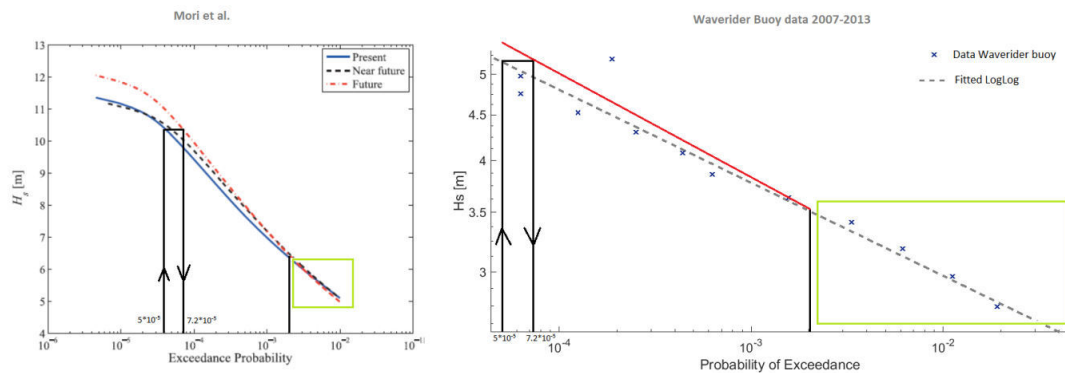 Mori et al.
13
12
11
10
9
8
7
6
5
4
H_s [m]
Present
Near future
Future
5*10⁻⁵
7.2*10⁻⁵
10⁻⁶
10⁻⁵
10⁻⁴
10⁻³
10⁻²
Exceedance Probability
Waverider Buoy data 2007-2013
5
4.5
4
3.5
3
Hs [m]
Data Waverider buoy
Fitted LogLog
5*10⁻⁵
7.2*10⁻⁵
10⁻⁴
10⁻³
10⁻²
Probability of Exceedance